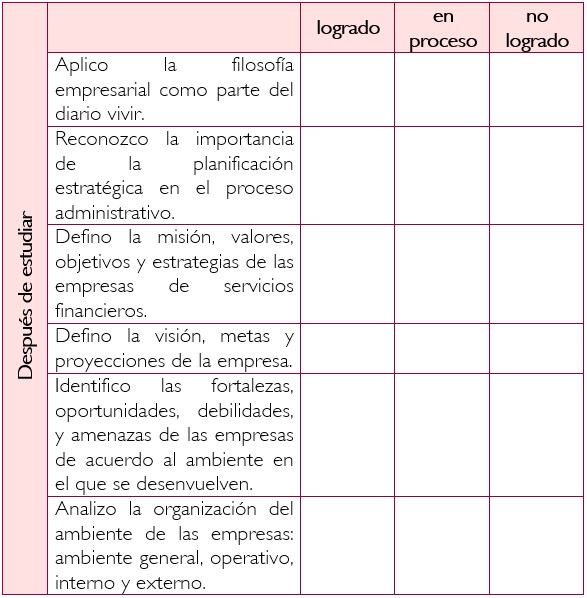 logrado
en
proceso
no
logrado
Después de estudiar
Aplico la filosofía
empresarial como parte del
diario vivir.
Reconozco la importancia
de la planificación
estratégica en el proceso
administrativo.
Defino la misión, valores,
objetivos y estrategias de las
empresas de servicios
financieros.
Defino la visión, metas y
proyecciones de la empresa.
Identifico las fortalezas,
oportunidades, debilidades,
y amenazas de las empresas
de acuerdo al ambiente en
el que se desenvuelven.
Analizo la organización del
ambiente de las empresas:
ambiente general, operativo,
interno y externo.